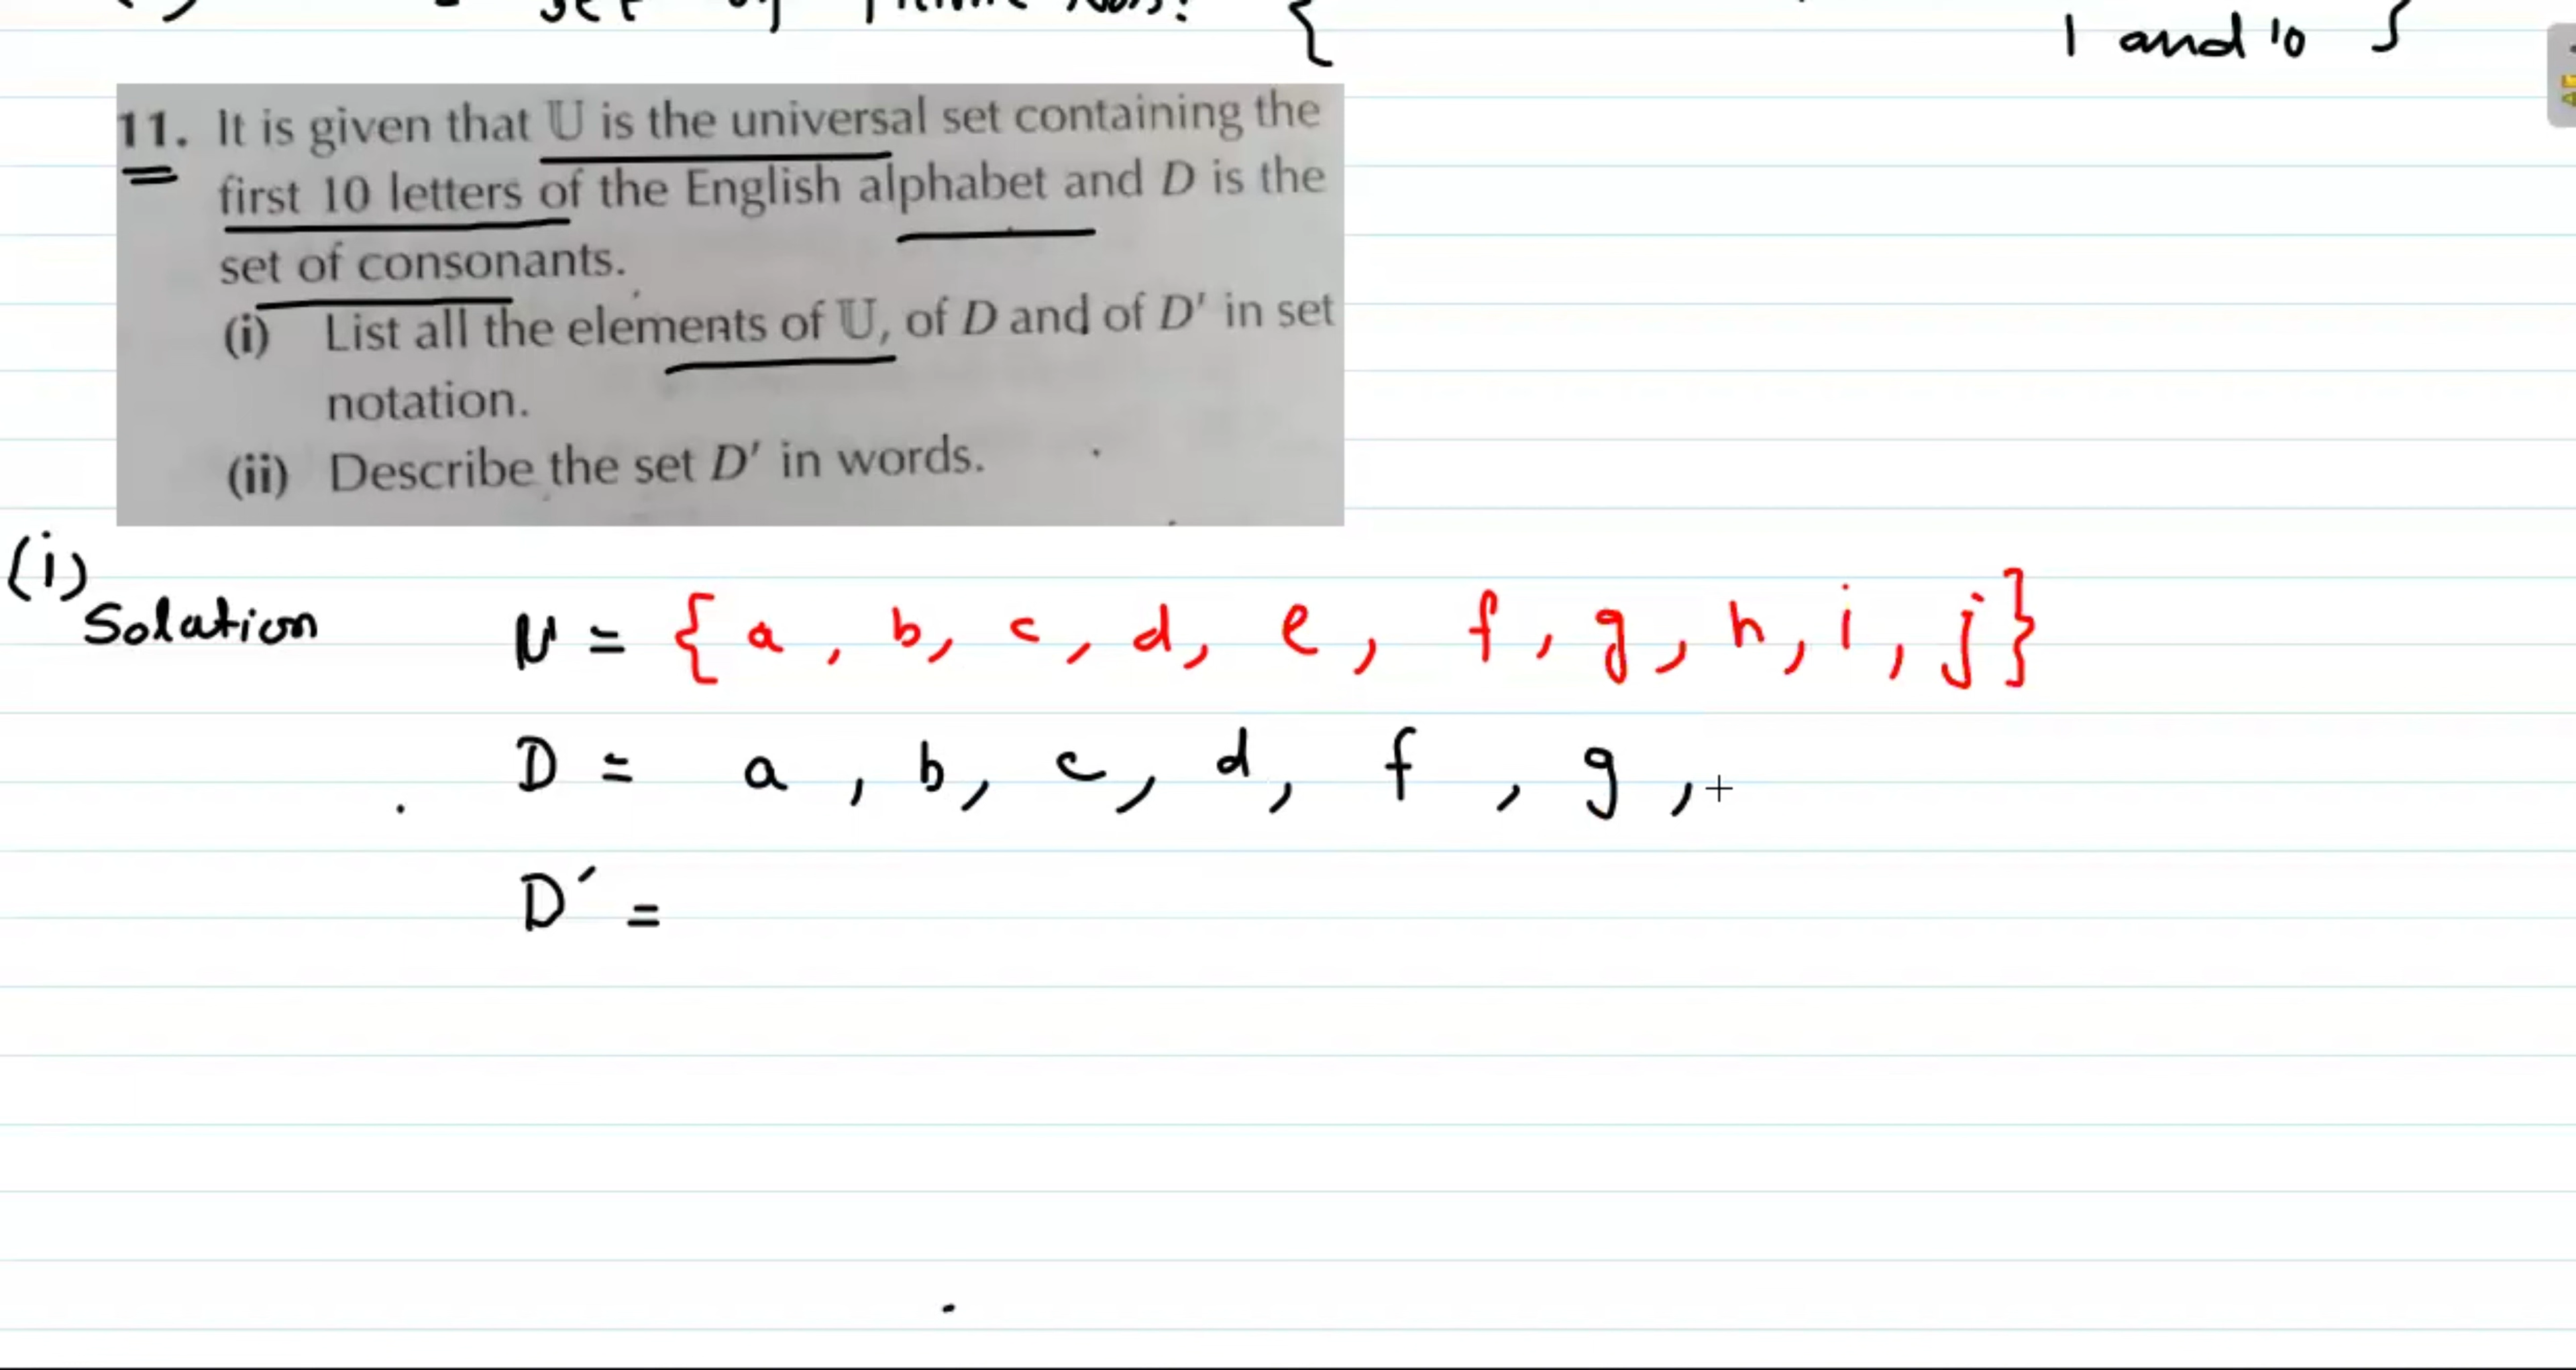 1 and 10 }
11. It is given that 𝕌 is the universal set containing the
first 10 letters of the English alphabet and D is the
set of consonants.
(i) List all the elements of 𝕌, of D and of D' in set
notation.
(ii) Describe the set D' in words.
(i)
Solution U = {a, b, c, d, e, f, g, h, i, j}
D = a, b, c, d, f, g,
D' =